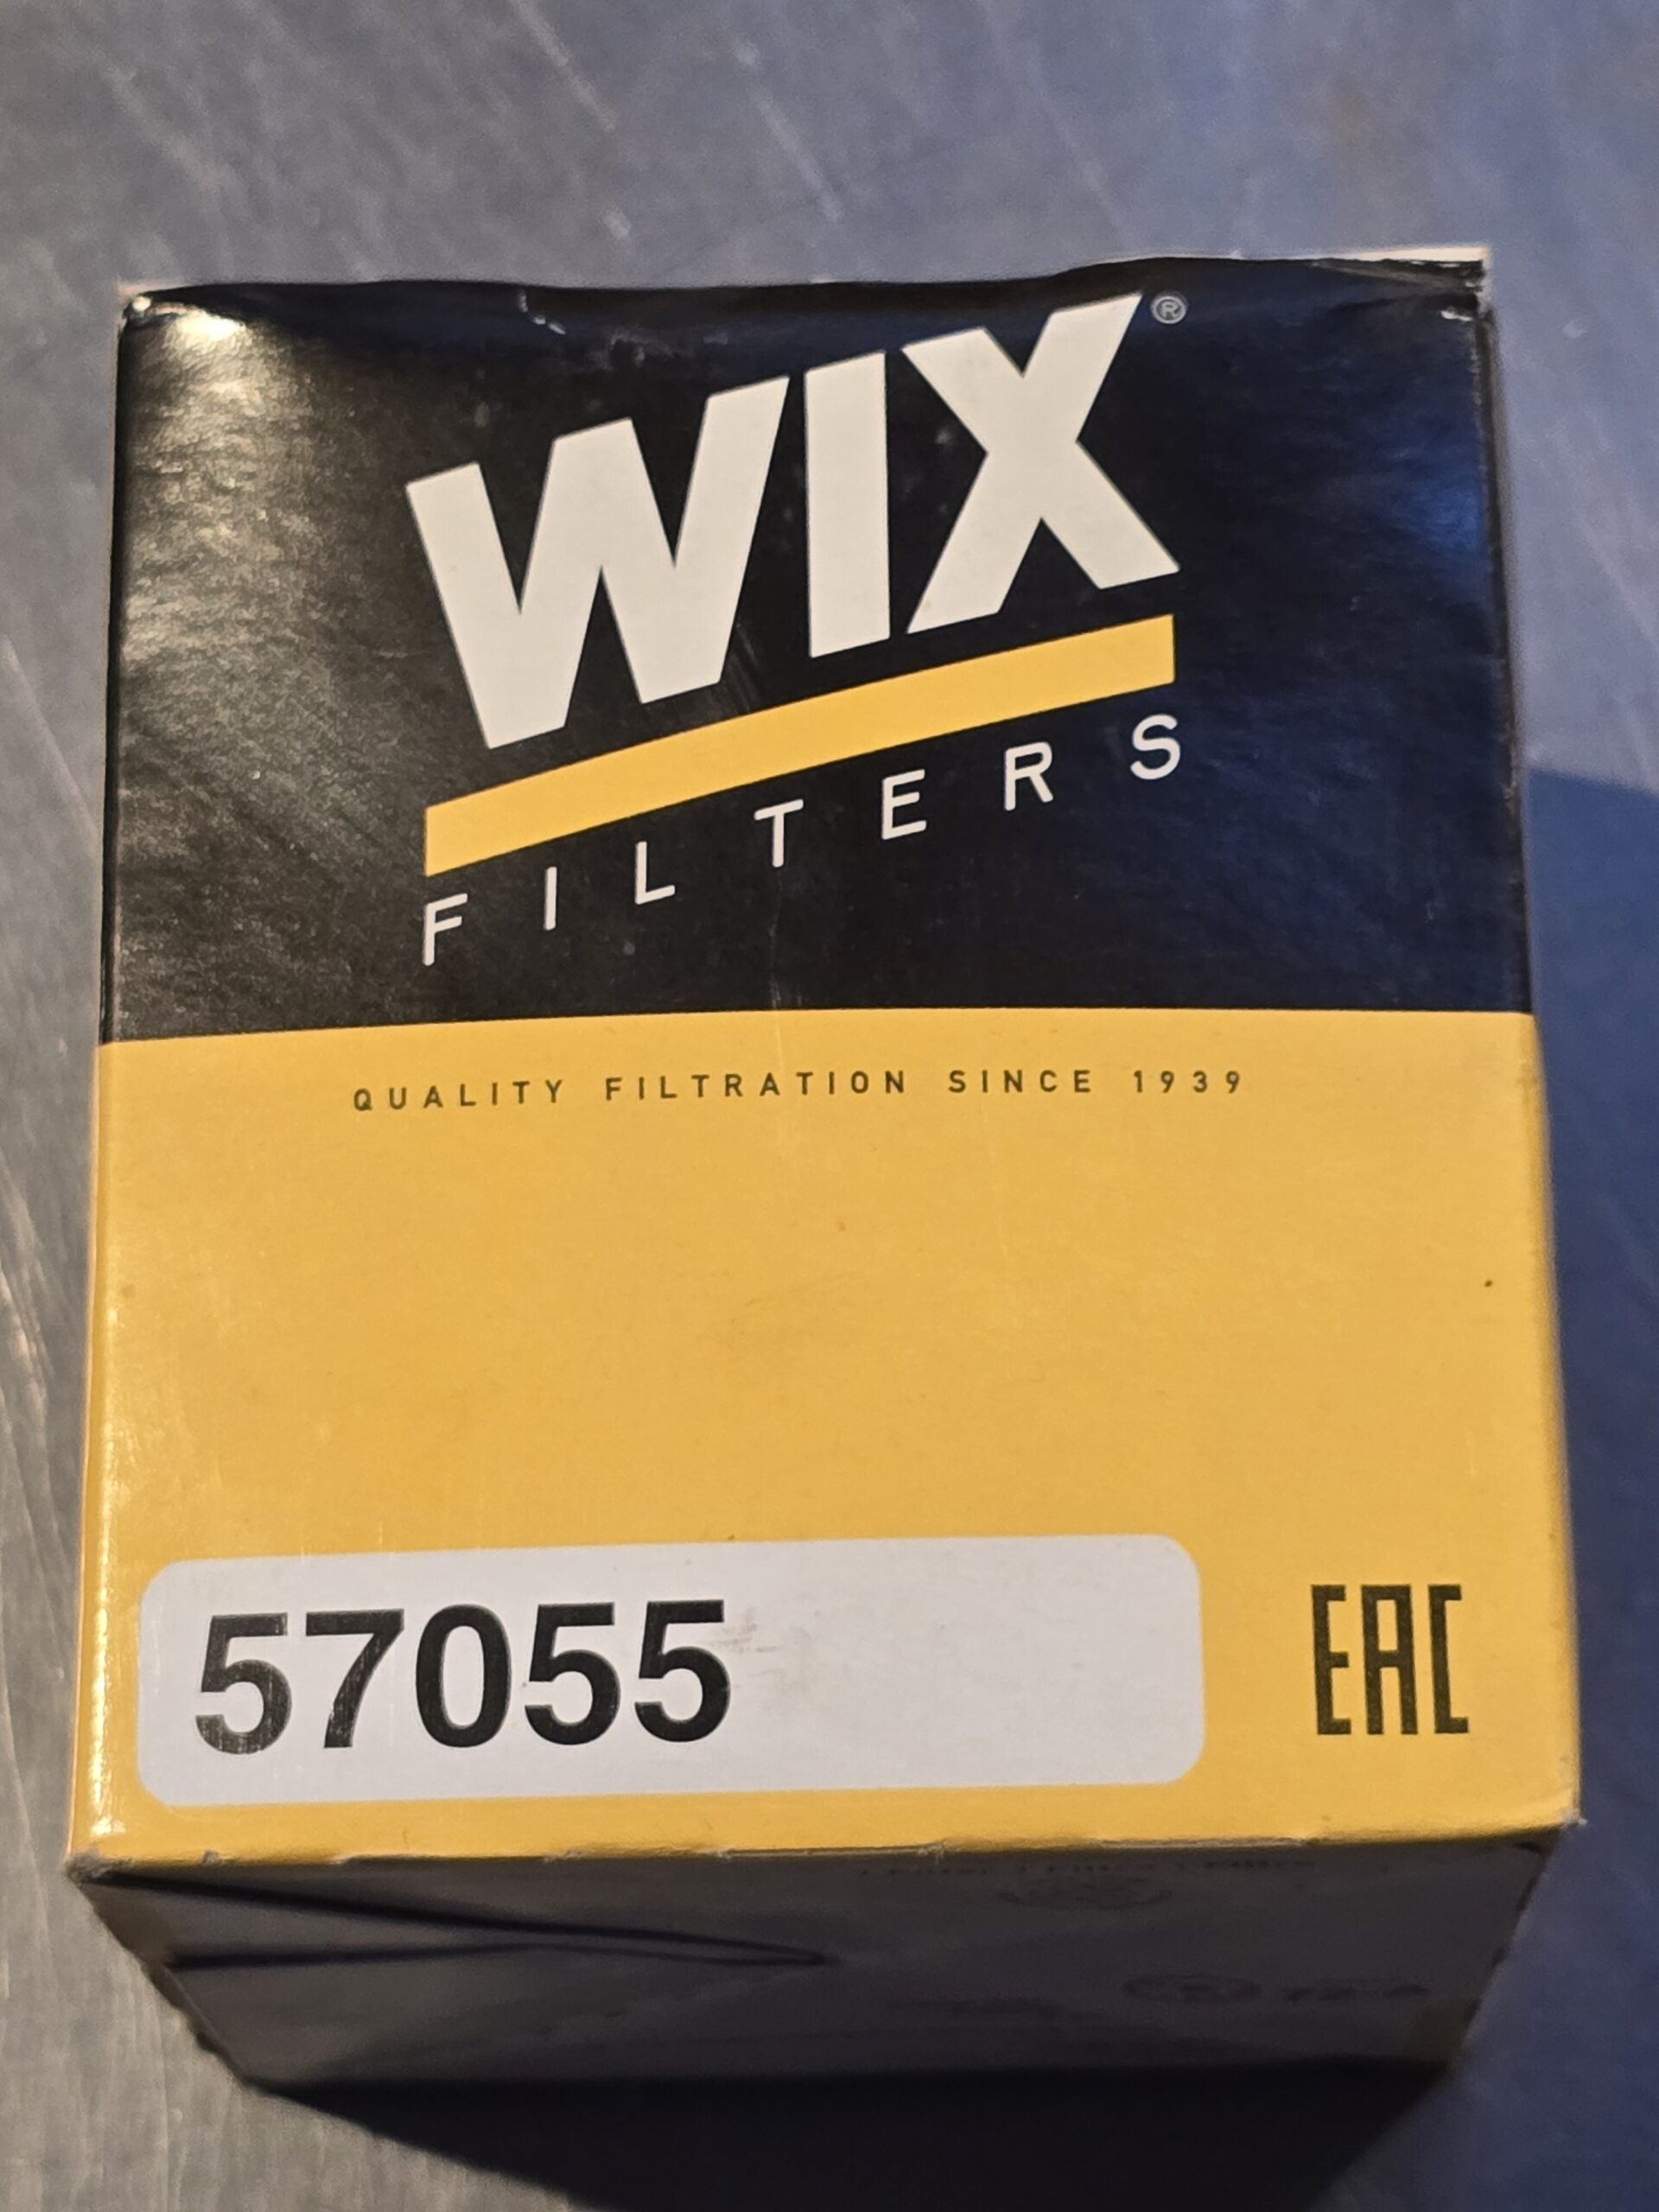 WIX®
FILTERS
QUALITY FILTRATION SINCE 1939
57055
EAC